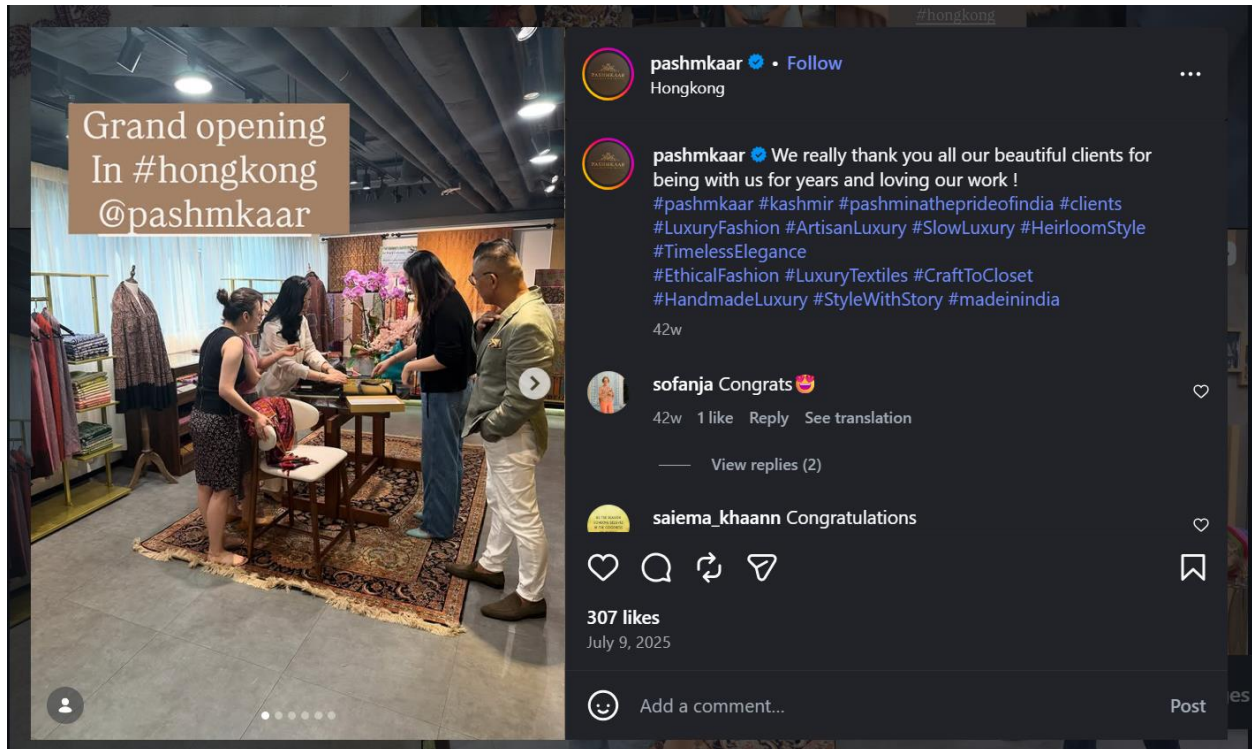 #hongkong
Grand opening
In #hongkong
@pashmkaar
PASHMKAAR
pashmkaar • Follow
Hongkong
PASHMKAAR
pashmkaar We really thank you all our beautiful clients for
being with us for years and loving our work !
#pashmkaar #kashmir #pashminatheprideofindia #clients
#LuxuryFashion #ArtisanLuxury #SlowLuxury #HeirloomStyle
#TimelessElegance
#EthicalFashion #LuxuryTextiles #CraftToCloset
#HandmadeLuxury #StyleWithStory #madeinindia
42w
sofanja Congrats😍
42w 1 like Reply See translation
View replies (2)
saiema_khaann Congratulations
307 likes
July 9, 2025
Add a comment...
Post